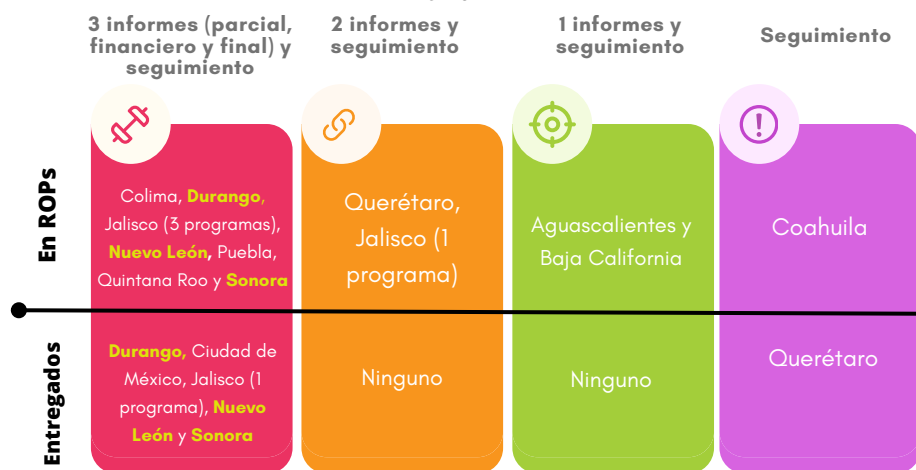 3 informes (parcial,
financiero y final) y
seguimiento
2 informes y
seguimiento
1 informes y
seguimiento
Seguimiento
En ROPs
Colima, Durango,
Jalisco (3 programas),
Nuevo León, Puebla,
Quintana Roo y Sonora
Querétaro,
Jalisco (1
programa)
Aguascalientes y
Baja California
Coahuila
Entregados
Durango, Ciudad de
México, Jalisco (1
programa), Nuevo
León y Sonora
Ninguno
Ninguno
Querétaro